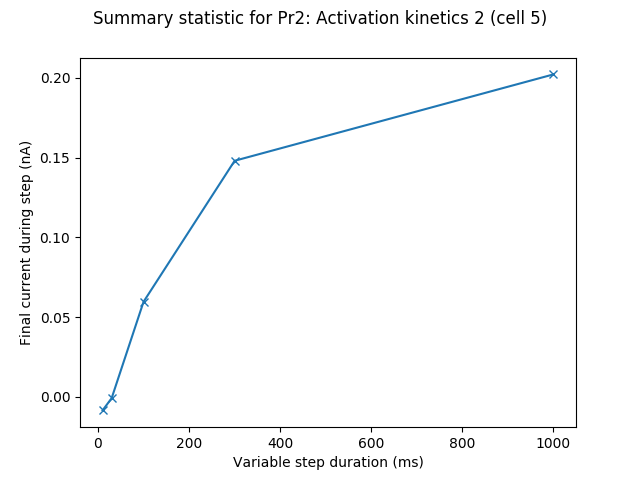 Summary statistic for Pr2: Activation kinetics 2 (cell 5)
Final current during step (nA)
0.20
0.15
0.10
0.05
0.00
0 200 400 600 800 1000
Variable step duration (ms)